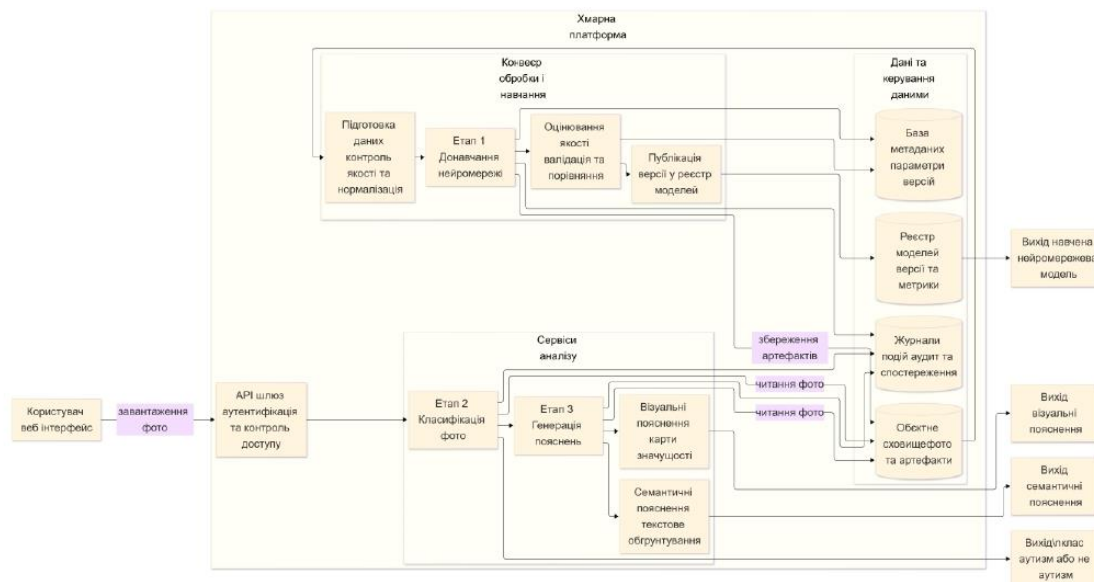 Хмарна
платформа
Конвеєр
обробки і
навчання
Дані та
керування
даними
Підготовка
даних
контроль
якості та
нормалізація
Етап 1
Донавчання
нейромережі
Оцінювання
якості
валідація та
порівняння
Публікація
версії у реєстр
моделей
База
метаданих
параметри
версій
Реєстр
моделей
версії та
метрики
Вихід навчена
нейромережева
модель
Сервіси
аналізу
збереження
артефактів
Журнали
подій аудит та
спостереження
читання фото
читання фото
Користувач
веб інтерфейс
завантаження
фото
API шлюз
аутентифікація
та контроль
доступу
Етап 2
Класифікація
фото
Етап 3
Генерація
пояснень
Візуальні
пояснення
карти
значущості
Обєктне
сховищефото
та артефакти
Вихід
візуальні
пояснення
Семантичні
пояснення
текстове
обґрунтування
Вихід
семантичні
пояснення
Вихід\nклас
аутизм або не
аутизм